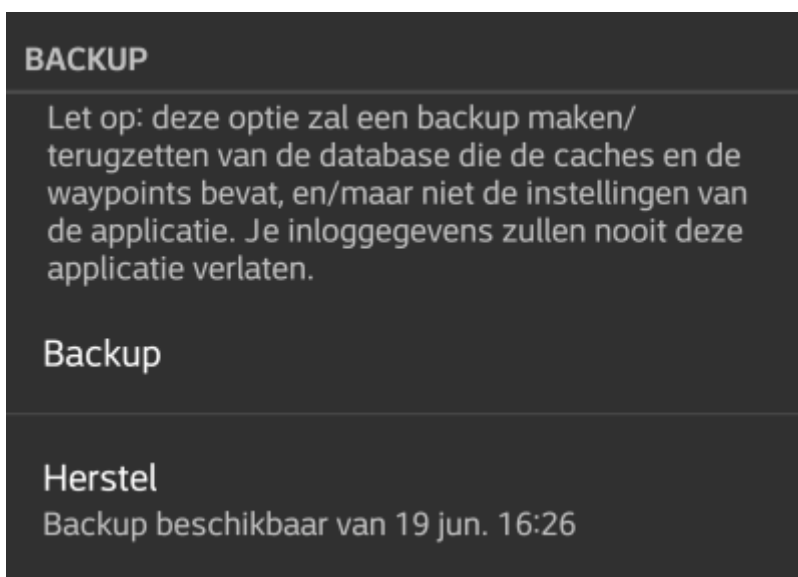 BACKUP
Let op: deze optie zal een backup maken/
terugzetten van de database die de caches en de
waypoints bevat, en/maar niet de instellingen van
de applicatie. Je inloggegevens zullen nooit deze
applicatie verlaten.
Backup
Herstel
Backup beschikbaar van 19 jun. 16:26